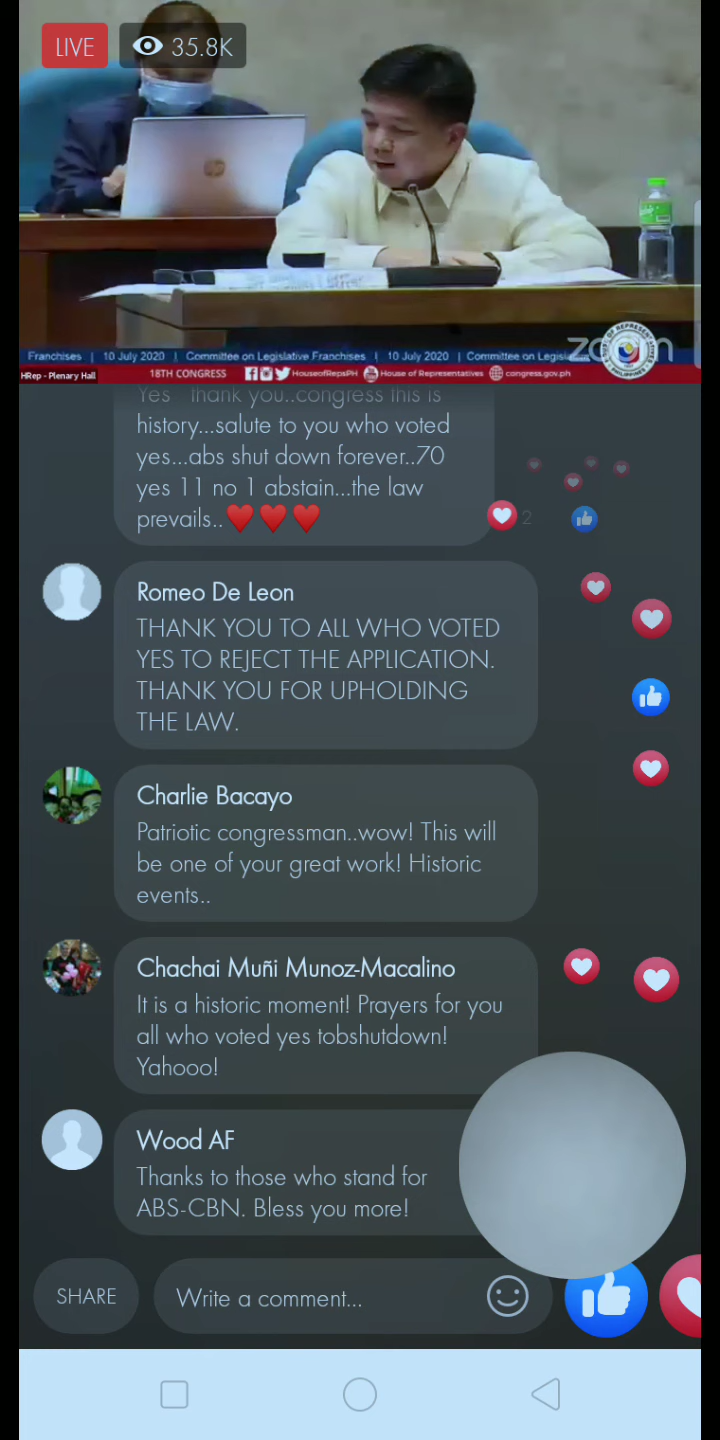 LIVE 35.8K
Franchises | 10 July 2020 | Committee on Legislative Franchises | 10 July 2020 | Committee on
zoom
HRep - Plenary Hall 18TH CONGRESS HouseofRepsPH House of Representatives congress.gov.ph
Yes thank you..congress this is
history...salute to you who voted
yes...abs shut down forever..70
yes 11 no 1 abstain...the law
prevails..❤️❤️❤️
2
Romeo De Leon
THANK YOU TO ALL WHO VOTED
YES TO REJECT THE APPLICATION.
THANK YOU FOR UPHOLDING
THE LAW.
Charlie Bacayo
Patriotic congressman..wow! This will
be one of your great work! Historic
events..
Chachai Muñi Munoz-Macalino
It is a historic moment! Prayers for you
all who voted yes tobshutdown!
Yahooo!
Wood AF
Thanks to those who stand for
ABS-CBN. Bless you more!
SHARE Write a comment...